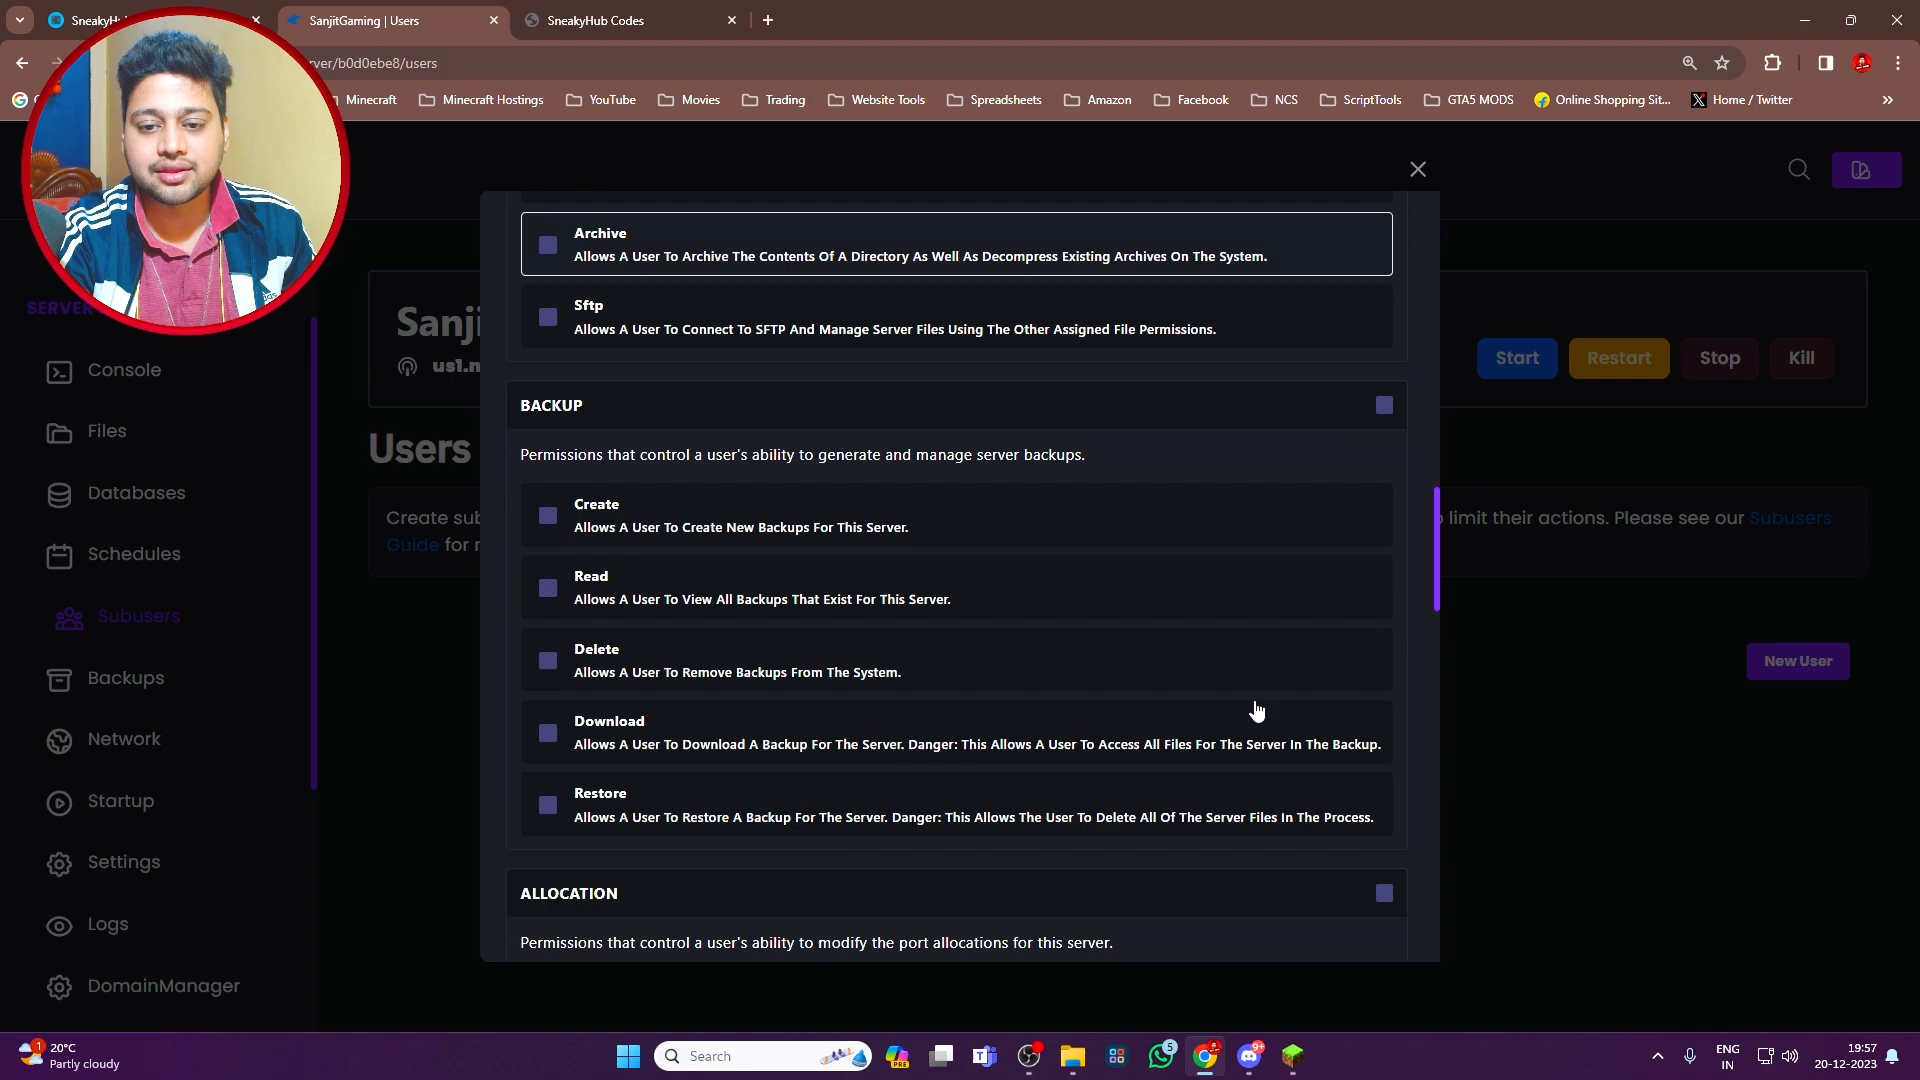 SneakyH
SanjitGaming | Users
SneakyHub Codes
rver/b0d0ebe8/users
Minecraft
Minecraft Hostings
YouTube
Movies
Trading
Website Tools
Spreadsheets
Amazon
Facebook
NCS
ScriptTools
GTA5 MODS
Online Shopping Sit...
Home / Twitter
SERVER
Console
Files
Databases
Schedules
Subusers
Backups
Network
Startup
Settings
Logs
DomainManager
Sanji
us1.n
Start
Restart
Stop
Kill
Users
Create sub
Guide for
limit their actions. Please see our Subusers
New User
Archive
Allows A User To Archive The Contents Of A Directory As Well As Decompress Existing Archives On The System.
Sftp
Allows A User To Connect To SFTP And Manage Server Files Using The Other Assigned File Permissions.
BACKUP
Permissions that control a user's ability to generate and manage server backups.
Create
Allows A User To Create New Backups For This Server.
Read
Allows A User To View All Backups That Exist For This Server.
Delete
Allows A User To Remove Backups From The System.
Download
Allows A User To Download A Backup For The Server. Danger: This Allows A User To Access All Files For The Server In The Backup.
Restore
Allows A User To Restore A Backup For The Server. Danger: This Allows The User To Delete All Of The Server Files In The Process.
ALLOCATION
Permissions that control a user's ability to modify the port allocations for this server.
1
20°C
Partly cloudy
Search
PRE
5
9+
ENG
IN
19:57
20-12-2023